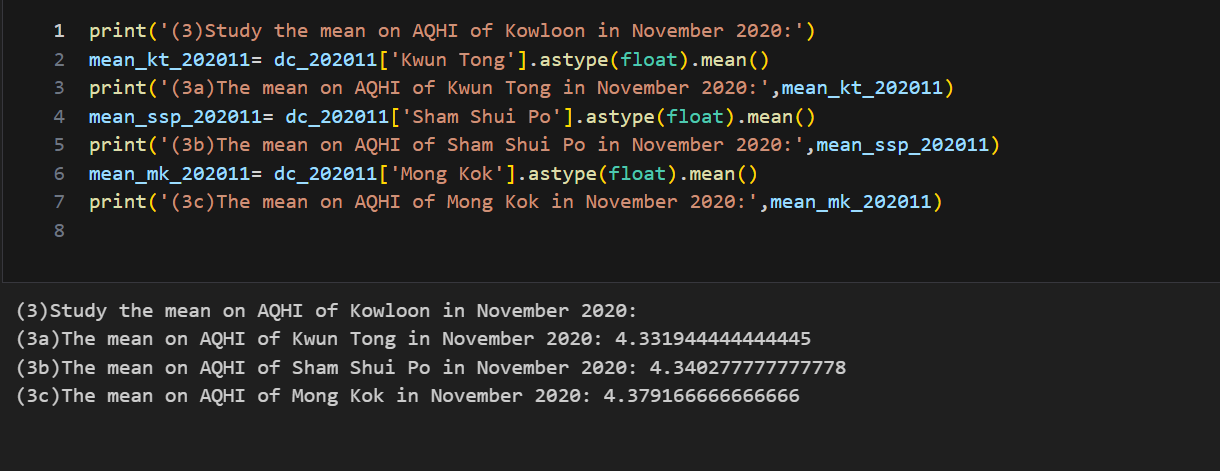 1 print('(3)Study the mean on AQHI of Kowloon in November 2020:')
2 mean_kt_202011= dc_202011['Kwun Tong'].astype(float).mean()
3 print('(3a)The mean on AQHI of Kwun Tong in November 2020:',mean_kt_202011)
4 mean_ssp_202011= dc_202011['Sham Shui Po'].astype(float).mean()
5 print('(3b)The mean on AQHI of Sham Shui Po in November 2020:',mean_ssp_202011)
6 mean_mk_202011= dc_202011['Mong Kok'].astype(float).mean()
7 print('(3c)The mean on AQHI of Mong Kok in November 2020:',mean_mk_202011)
8
(3)Study the mean on AQHI of Kowloon in November 2020:
(3a)The mean on AQHI of Kwun Tong in November 2020: 4.331944444444445
(3b)The mean on AQHI of Sham Shui Po in November 2020: 4.340277777777778
(3c)The mean on AQHI of Mong Kok in November 2020: 4.379166666666666